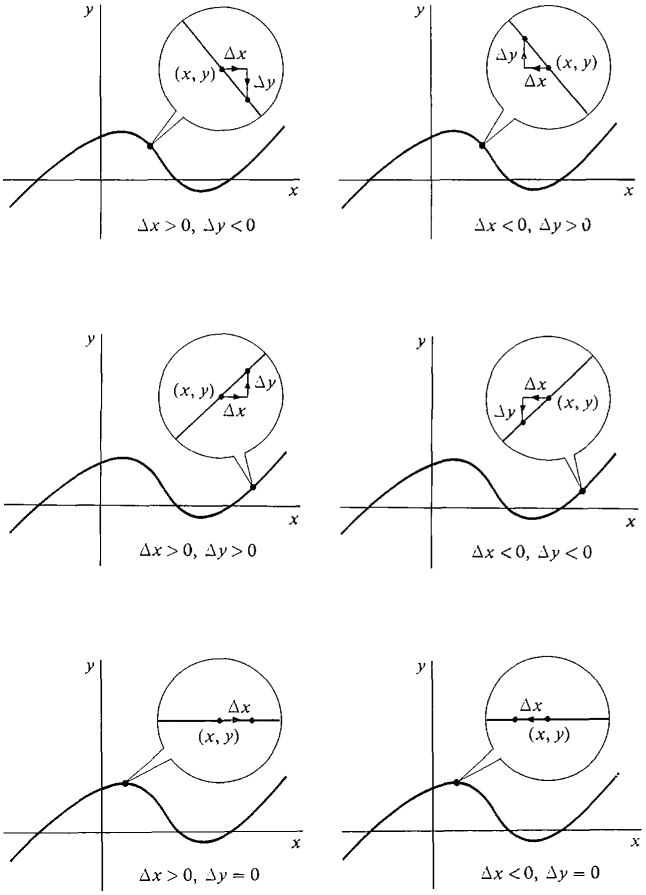 y
Δx
(x, y)
Δy
x
Δx > 0, Δy < 0
y
Δy
(x, y)
Δx
x
Δx < 0, Δy > 0
y
(x, y)
Δy
Δx
x
Δx > 0, Δy > 0
y
Δx
Δy
(x, y)
x
Δx < 0, Δy < 0
y
Δx
(x, y)
x
Δx > 0, Δy = 0
y
Δx
(x, y)
x
Δx < 0, Δy = 0